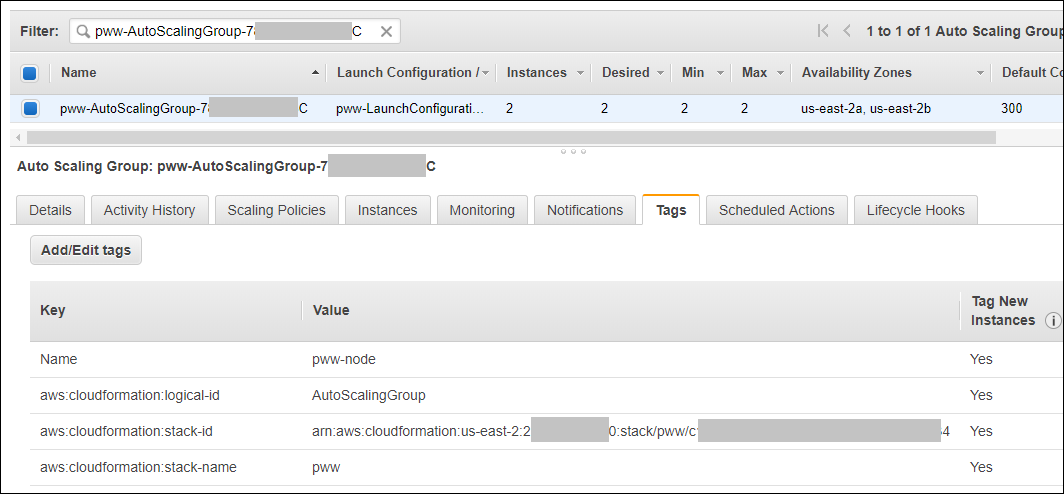 Filter: pww-AutoScalingGroup-7 C ✕ 1 to 1 of 1 Auto Scaling Group
Name Launch Configuration / Instances Desired Min Max Availability Zones Default Co
pww-AutoScalingGroup-7 C pww-LaunchConfigurati… 2 2 2 2 us-east-2a, us-east-2b 300
Auto Scaling Group: pww-AutoScalingGroup-7 C
Details Activity History Scaling Policies Instances Monitoring Notifications Tags Scheduled Actions Lifecycle Hooks
Add/Edit tags
Key Value Tag New Instances
Name pww-node Yes
aws:cloudformation:logical-id AutoScalingGroup Yes
aws:cloudformation:stack-id arn:aws:cloudformation:us-east-2:2 0:stack/pww/c 4 Yes
aws:cloudformation:stack-name pww Yes